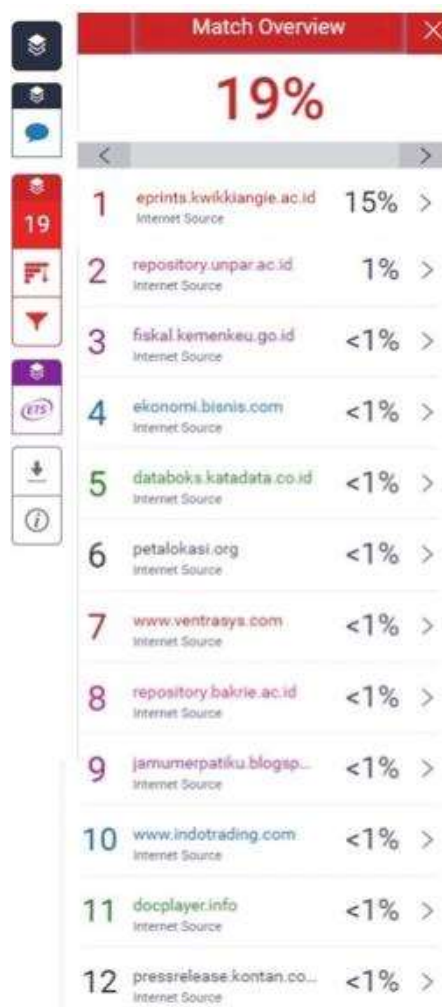 Match Overview
19%
1 eprints.kwikkiangie.ac.id 15%
Internet Source
2 repository.unpar.ac.id 1%
Internet Source
3 fiskal.kemenkeu.go.id <1%
Internet Source
4 ekonomi.bisnis.com <1%
Internet Source
5 databoks.katadata.co.id <1%
Internet Source
6 petalokasi.org <1%
Internet Source
7 www.ventrasys.com <1%
Internet Source
8 repository.bakrie.ac.id <1%
Internet Source
9 jamumerpatiku.blogsp... <1%
Internet Source
10 www.indotrading.com <1%
Internet Source
11 docplayer.info <1%
Internet Source
12 pressrelease.kontan.co... <1%
Internet Source
19
ETS